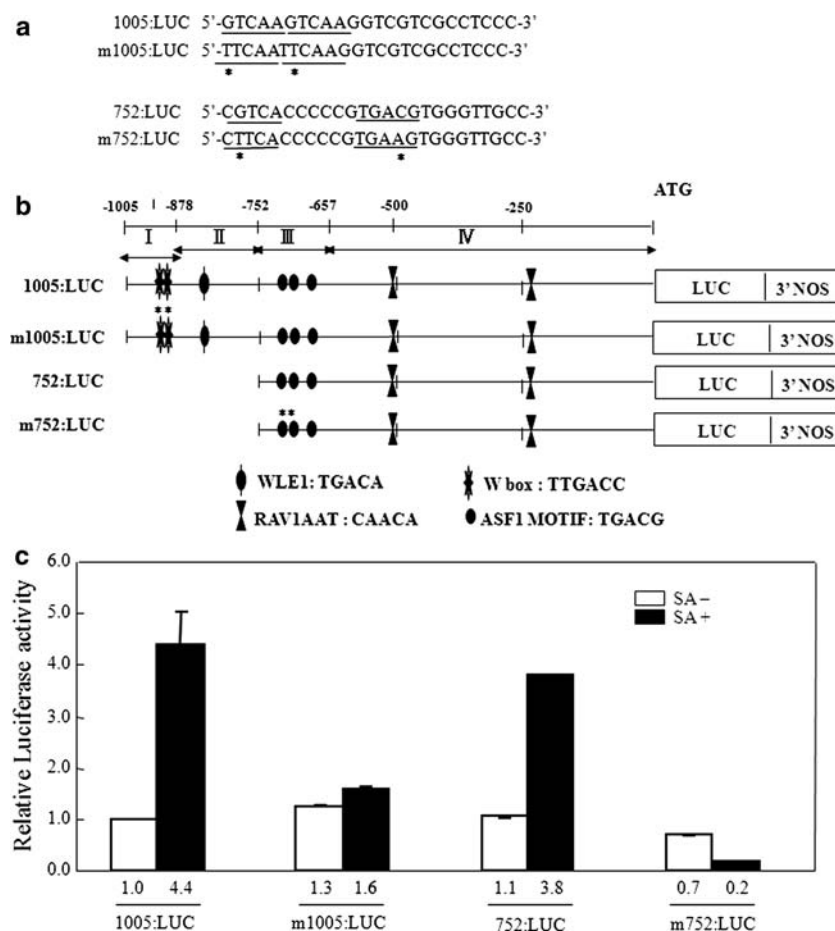 a
1005:LUC 5'-GTCAAGTCAAGGTCGTCGCCTCCC-3'
m1005:LUC 5'-TTCAATTCAAGGTCGTCGCCTCCC-3'
* *
752:LUC 5'-CGTCACCCCCGTGACGTGGGTTGCC-3'
m752:LUC 5'-CTTCACCCCCGTGAAGTGGGTTGCC-3'
* *
b
ATG
-1005 -878 -752 -657 -500 -250
I II III IV
1005:LUC LUC 3'NOS
* *
m1005:LUC LUC 3'NOS
752:LUC LUC 3'NOS
**
m752:LUC LUC 3'NOS
WLE1: TGACA W box : TTGACC
RAV1AAT : CAACA ASF1 MOTIF: TGACG
c
Relative Luciferase activity
6.0
5.0
4.0
3.0
2.0
1.0
0.0
SA−
SA+
1.0 4.4 1.3 1.6 1.1 3.8 0.7 0.2
1005:LUC m1005:LUC 752:LUC m752:LUC